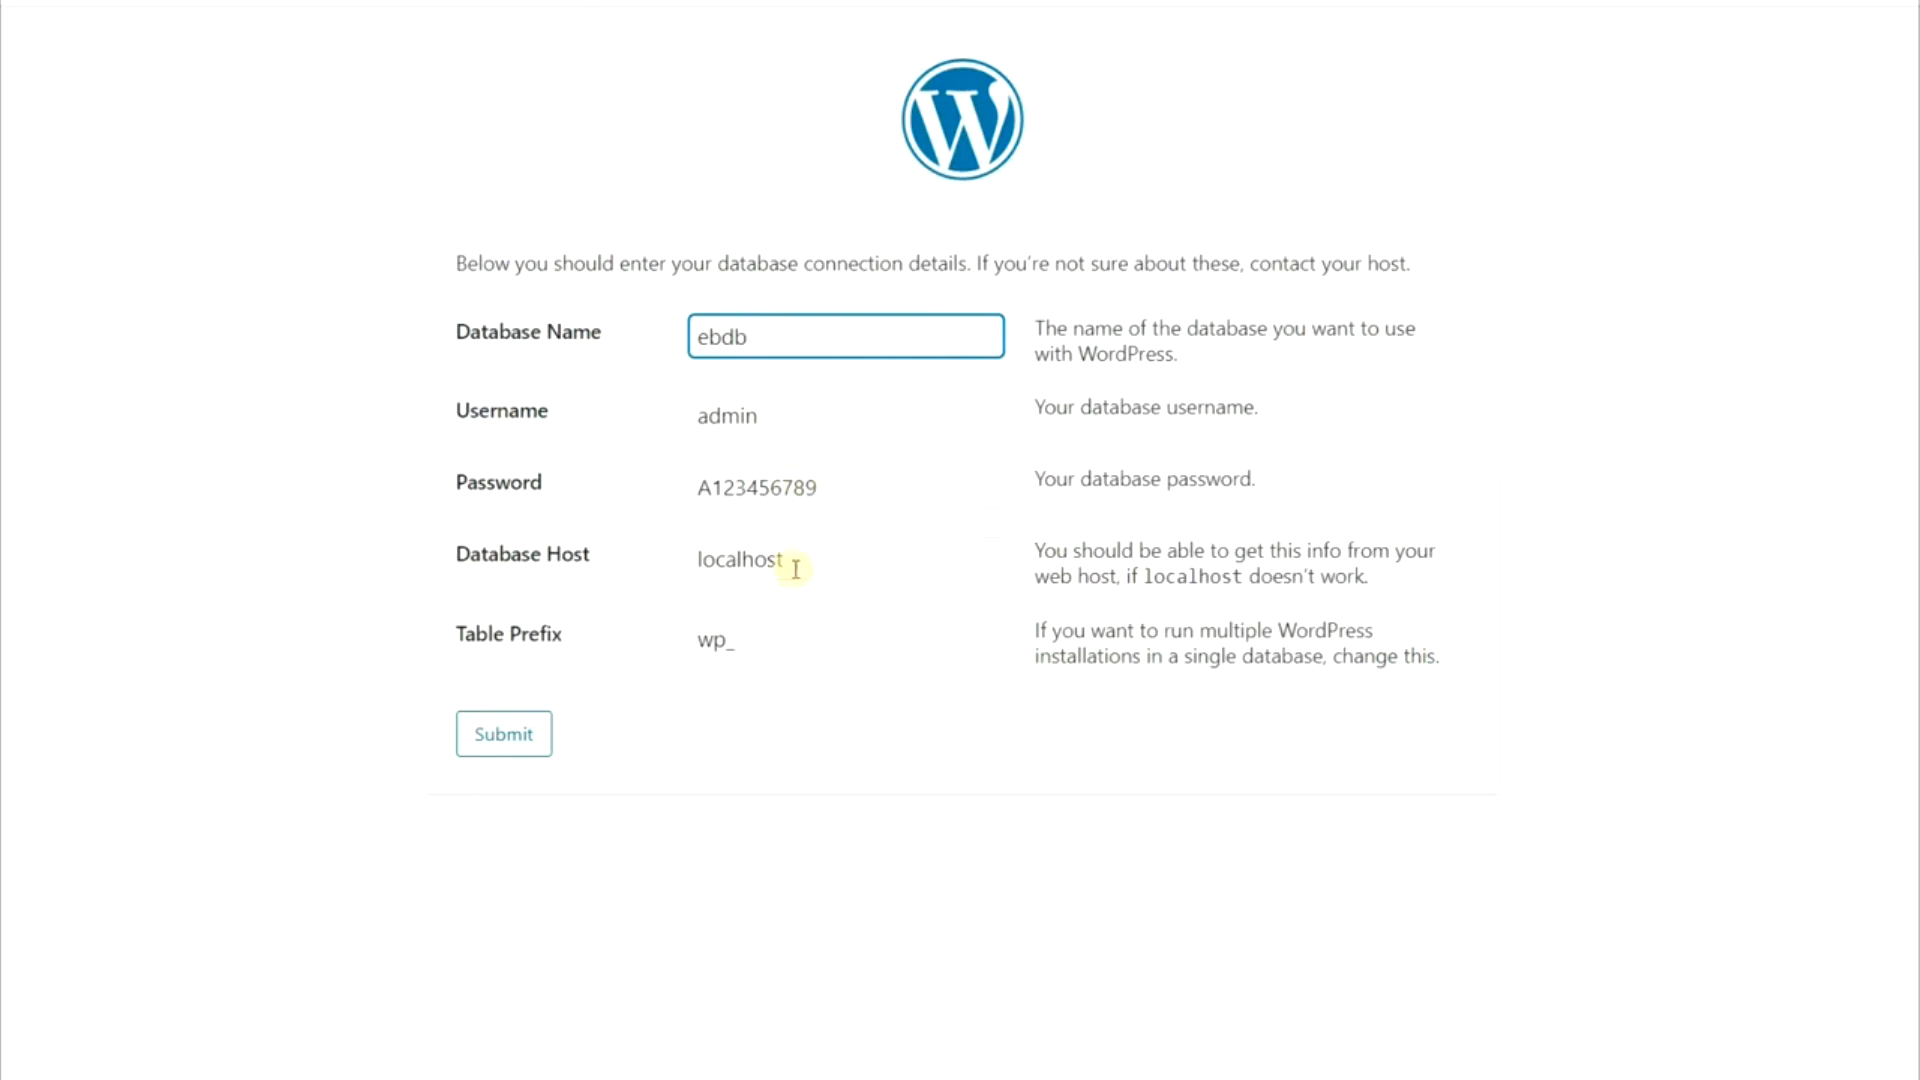 Below you should enter your database connection details. If you're not sure about these, contact your host.
Database Name
ebdb
The name of the database you want to use
with WordPress.
Username
admin
Your database username.
Password
A123456789
Your database password.
Database Host
localhost
You should be able to get this info from your
web host, if localhost doesn't work.
Table Prefix
wp_
If you want to run multiple WordPress
installations in a single database, change this.
Submit